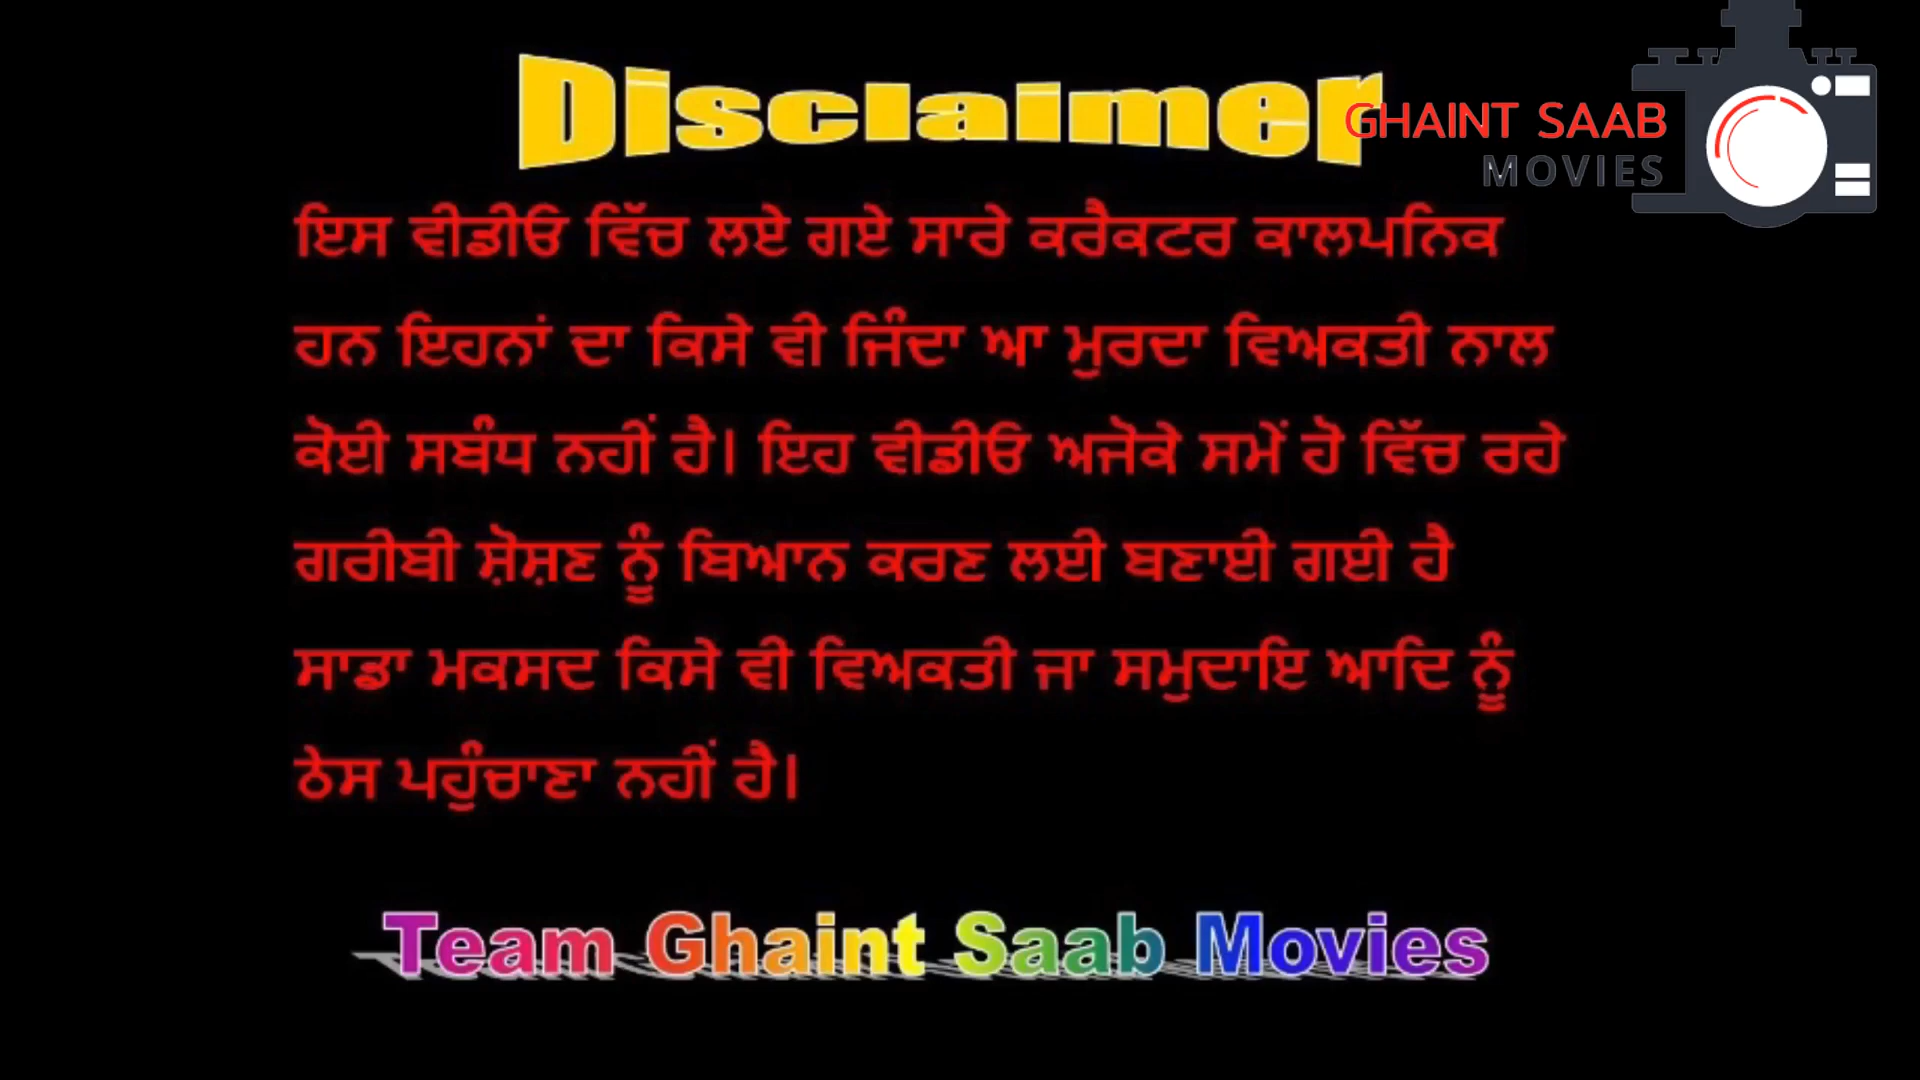 Disclaimer
GHAINT SAAB
MOVIES
ਇਸ ਵੀਡੀਓ ਵਿੱਚ ਲਏ ਗਏ ਸਾਰੇ ਕਰੈਕਟਰ ਕਾਲਪਨਿਕ
ਹਨ ਇਹਨਾਂ ਦਾ ਕਿਸੇ ਵੀ ਜਿੰਦਾ ਆ ਮੁਰਦਾ ਵਿਅਕਤੀ ਨਾਲ
ਕੋਈ ਸਬੰਧ ਨਹੀਂ ਹੈ। ਇਹ ਵੀਡੀਓ ਅਜੋਕੇ ਸਮੇਂ ਹੋ ਵਿੱਚ ਰਹੇ
ਗਰੀਬੀ ਸ਼ੋਸ਼ਣ ਨੂੰ ਬਿਆਨ ਕਰਣ ਲਈ ਬਣਾਈ ਗਈ ਹੈ
ਸਾਡਾ ਮਕਸਦ ਕਿਸੇ ਵੀ ਵਿਅਕਤੀ ਜਾ ਸਮੁਦਾਇ ਆਦਿ ਨੂੰ
ਠੇਸ ਪਹੁੰਚਾਣਾ ਨਹੀਂ ਹੈ।
Team Ghaint Saab Movies